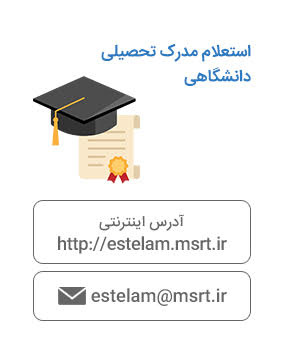 استعلام مدرک تحصیلی
دانشگاهی
آدرس اینترنتی
http://estelam.msrt.ir
estelam@msrt.ir